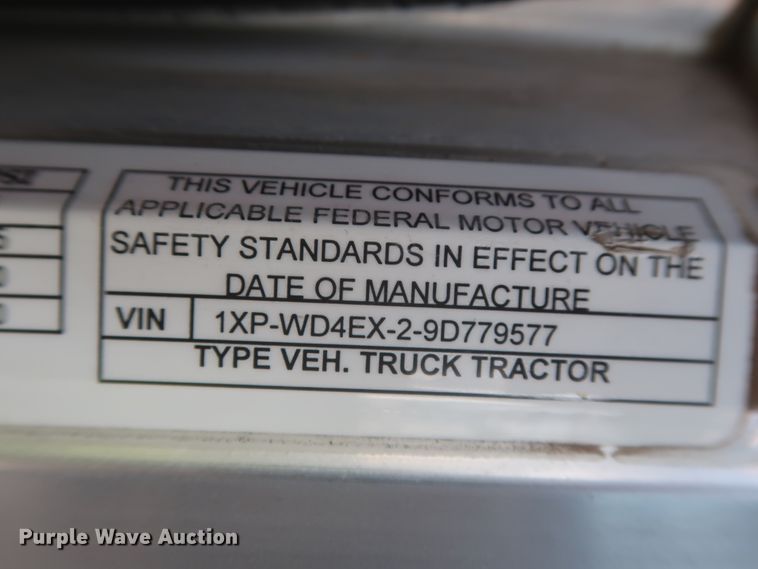 THIS VEHICLE CONFORMS TO ALL
APPLICABLE FEDERAL MOTOR VEHICLE
SAFETY STANDARDS IN EFFECT ON THE
DATE OF MANUFACTURE
VIN 1XP-WD4EX-2-9D779577
TYPE VEH. TRUCK TRACTOR
Purple Wave Auction